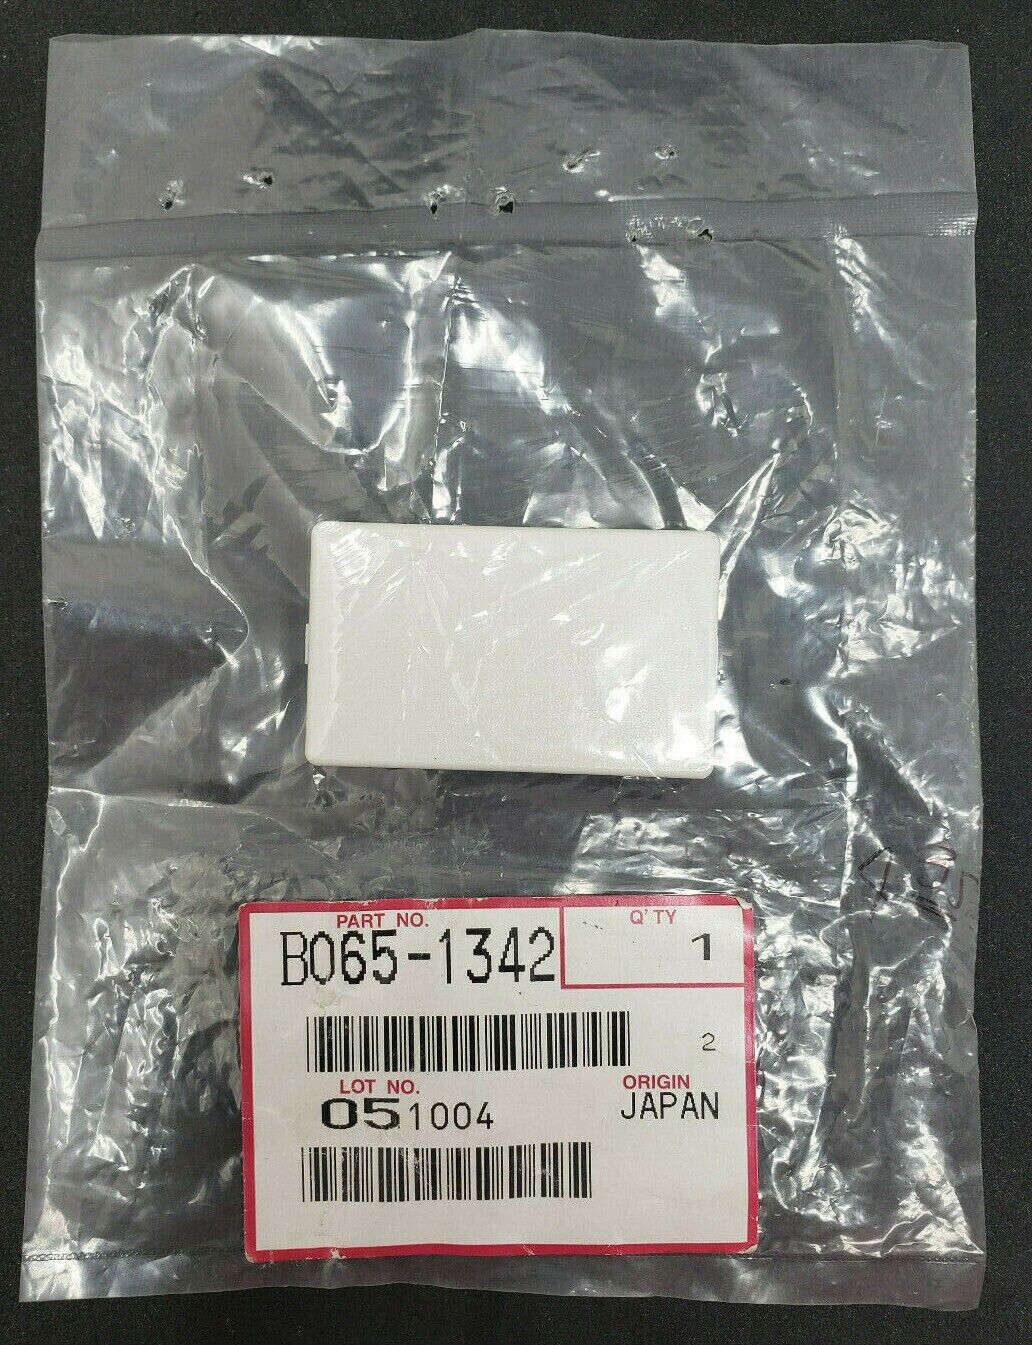 PART NO.
B065-1342
Q'TY
1
2
LOT NO.
051004
ORIGIN
JAPAN